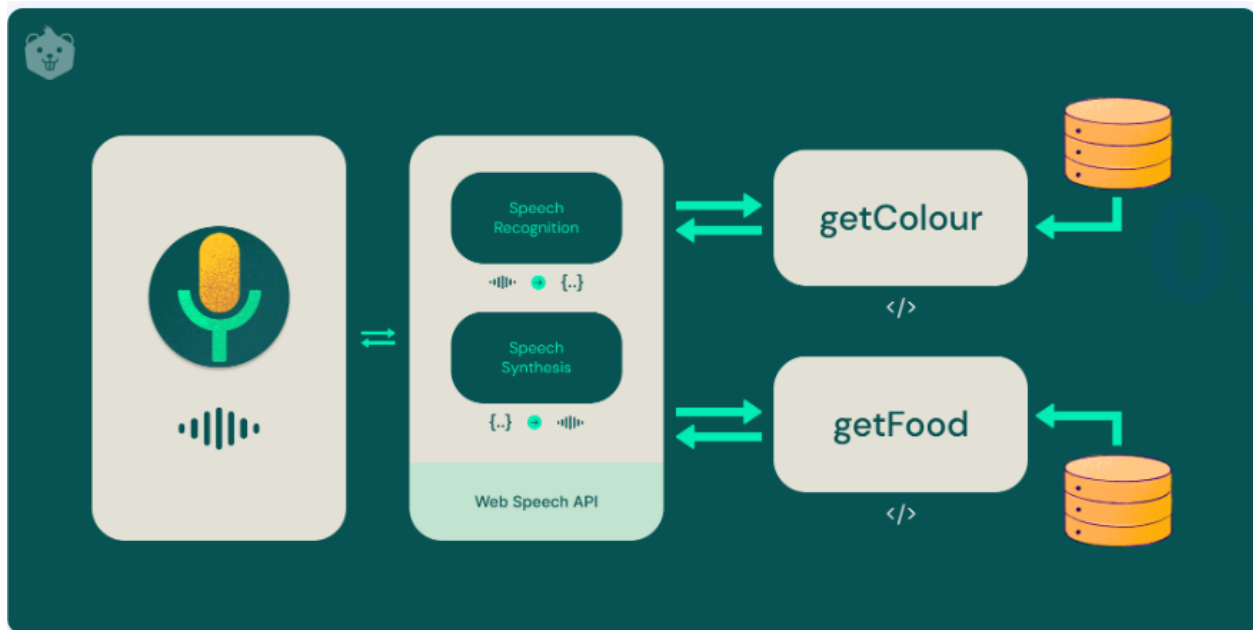 Speech
Recognition
{..}
Speech
Synthesis
{..}
Web Speech API
getColour
</>
getFood
</>